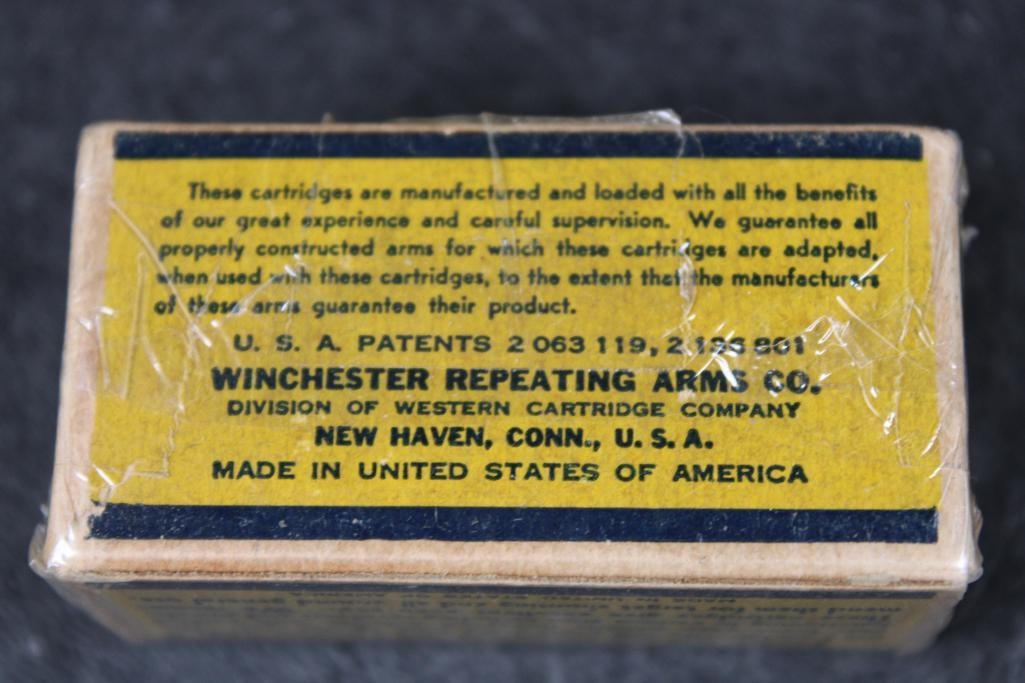 These cartridges are manufactured and loaded with all the benefits
of our great experience and careful supervision. We guarantee all
properly constructed arms for which these cartridges are adapted,
when used with these cartridges, to the extent that the manufacturers
of these arms guarantee their product.
U. S. A. PATENTS 2 063 119, 2 196 801
WINCHESTER REPEATING ARMS CO.
DIVISION OF WESTERN CARTRIDGE COMPANY
NEW HAVEN, CONN., U. S. A.
MADE IN UNITED STATES OF AMERICA